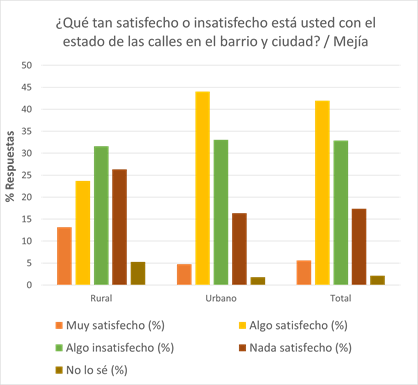 ¿Qué tan satisfecho o insatisfecho está usted con el
estado de las calles en el barrio y ciudad? / Mejía
50
45
40
35
30
25
20
15
10
5
0
% Respuestas
Rural
Urbano
Total
Muy satisfecho (%)
Algo satisfecho (%)
Algo insatisfecho (%)
Nada satisfecho (%)
No lo sé (%)